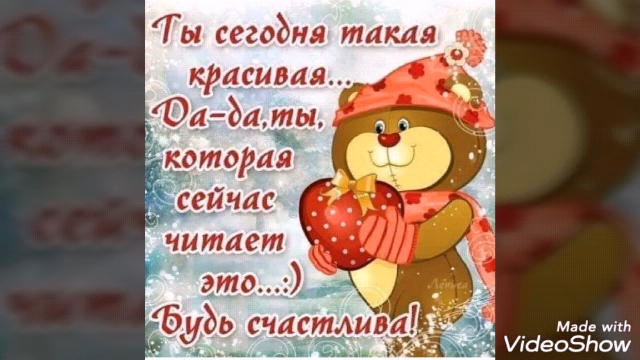 Ты сегодня такая
красивая...
Да-да,ты,
которая
сейчас
читает
это...:)
Будь счастлива!
Made with
VideoShow